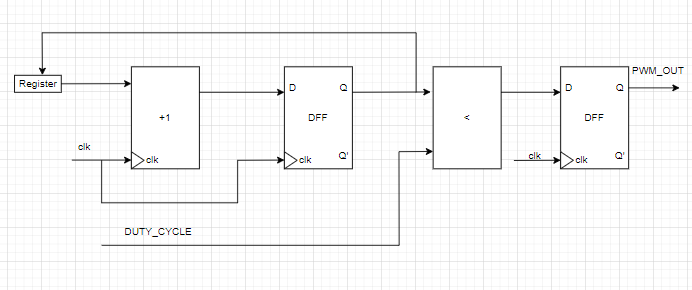 PWM_OUT
Register
D
Q
D
Q
+1
DFF
<
DFF
clk
clk
clk
Q'
clk
clk
Q'
DUTY_CYCLE